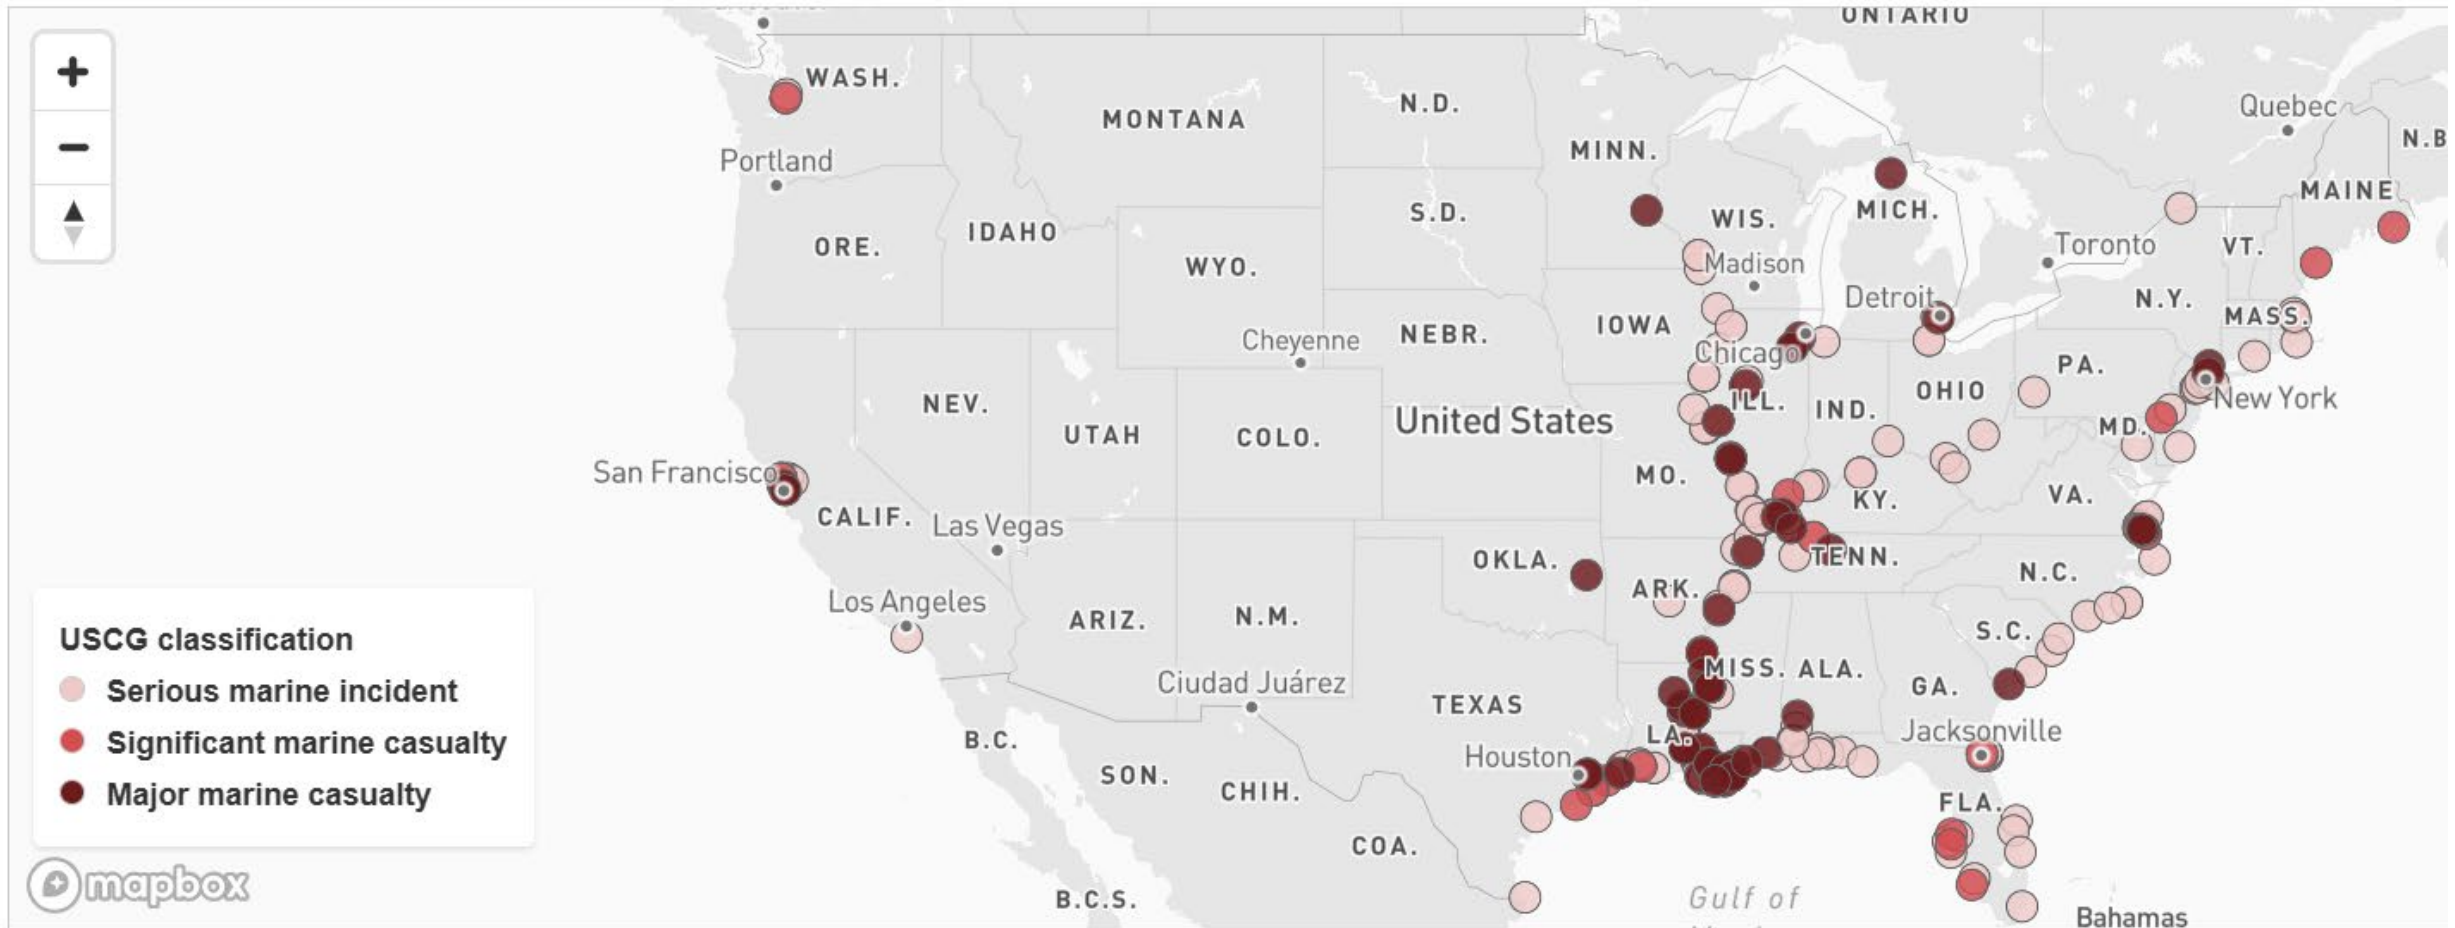 ONTARIO
WASH.
MONTANA
N.D.
MINN.
Quebec
N.B
Portland
MAINE
ORE.
IDAHO
S.D.
WIS.
MICH.
Toronto
VT.
WYO.
Madison
Detroit
N.Y.
MASS.
Cheyenne
NEBR.
IOWA
Chicago
PA.
NEV.
UTAH
COLO.
United States
ILL.
IND.
OHIO
New York
MD.
San Francisco
MO.
KY.
VA.
CALIF.
Las Vegas
OKLA.
TENN.
N.C.
Los Angeles
ARIZ.
N.M.
ARK.
S.C.
Ciudad Juárez
TEXAS
MISS.
ALA.
GA.
B.C.
SON.
CHIH.
Houston
LA.
Jacksonville
COA.
FLA.
B.C.S.
Gulf of
Bahamas
USCG classification
Serious marine incident
Significant marine casualty
Major marine casualty
mapbox